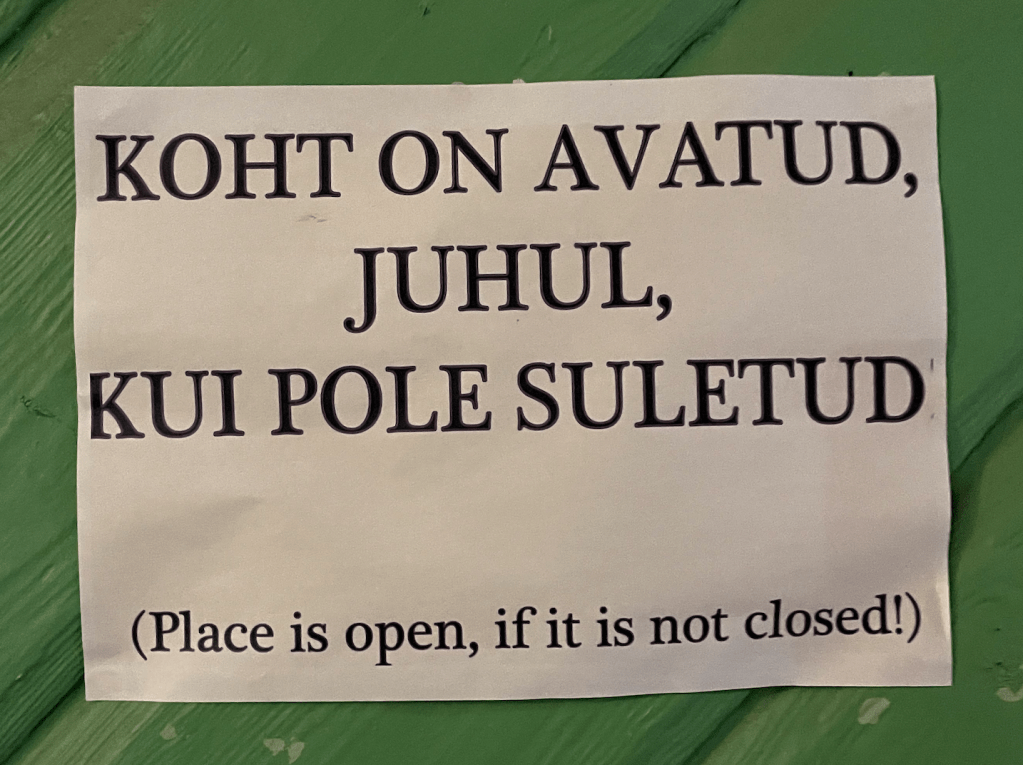 KOHT ON AVATUD,
JUHUL,
KUI POLE SULETUD
(Place is open, if it is not closed!)